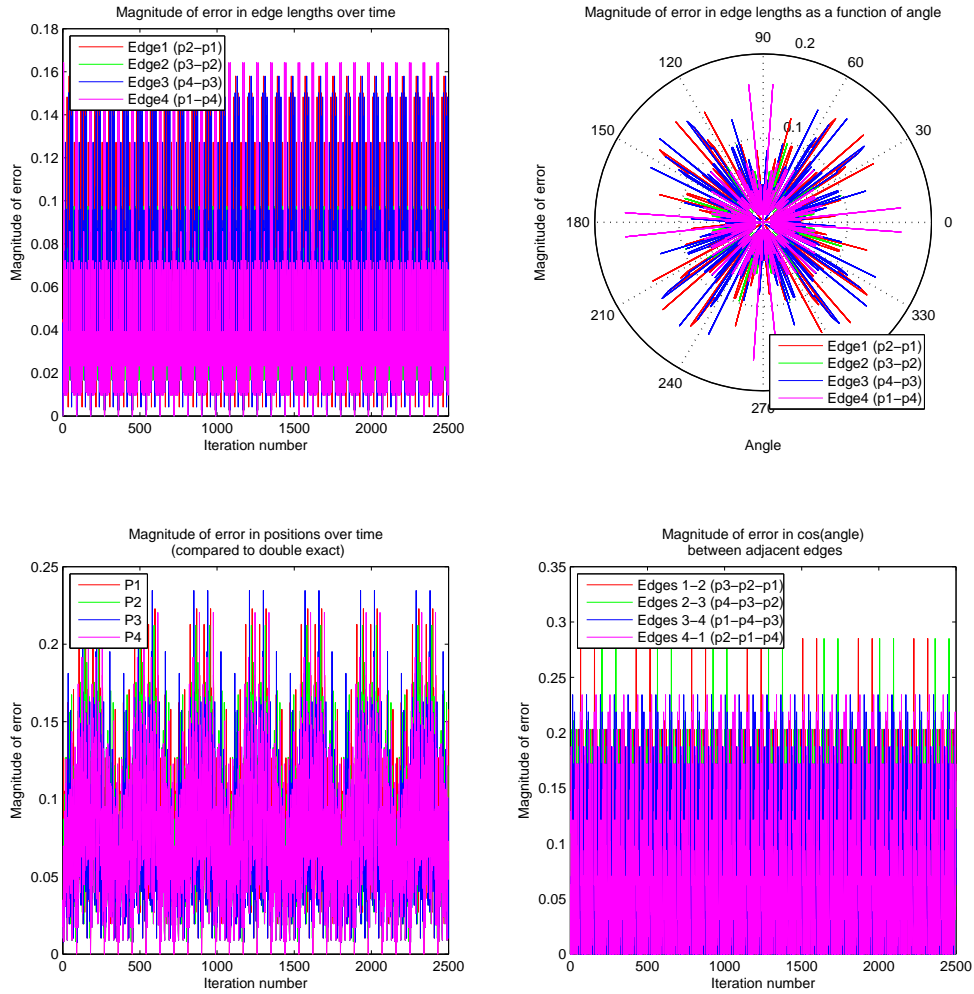 Magnitude of error in edge lengths over time
0.18
0.16
0.14
0.12
0.1
0.08
0.06
0.04
0.02
0
Magnitude of error
Edge1 (p2−p1)
Edge2 (p3−p2)
Edge3 (p4−p3)
Edge4 (p1−p4)
0 500 1000 1500 2000 2500
Iteration number
Magnitude of error in edge lengths as a function of angle
90
0.2
120
60
0.1
150
30
Magnitude of error
180
0
210
330
240
270
Edge1 (p2−p1)
Edge2 (p3−p2)
Edge3 (p4−p3)
Edge4 (p1−p4)
Angle
Magnitude of error in positions over time
(compared to double exact)
0.25
0.2
0.15
0.1
0.05
0
Magnitude of error
P1
P2
P3
P4
0 500 1000 1500 2000 2500
Iteration number
Magnitude of error in cos(angle)
between adjacent edges
0.35
0.3
0.25
0.2
0.15
0.1
0.05
0
Magnitude of error
Edges 1−2 (p3−p2−p1)
Edges 2−3 (p4−p3−p2)
Edges 3−4 (p1−p4−p3)
Edges 4−1 (p2−p1−p4)
0 500 1000 1500 2000 2500
Iteration number